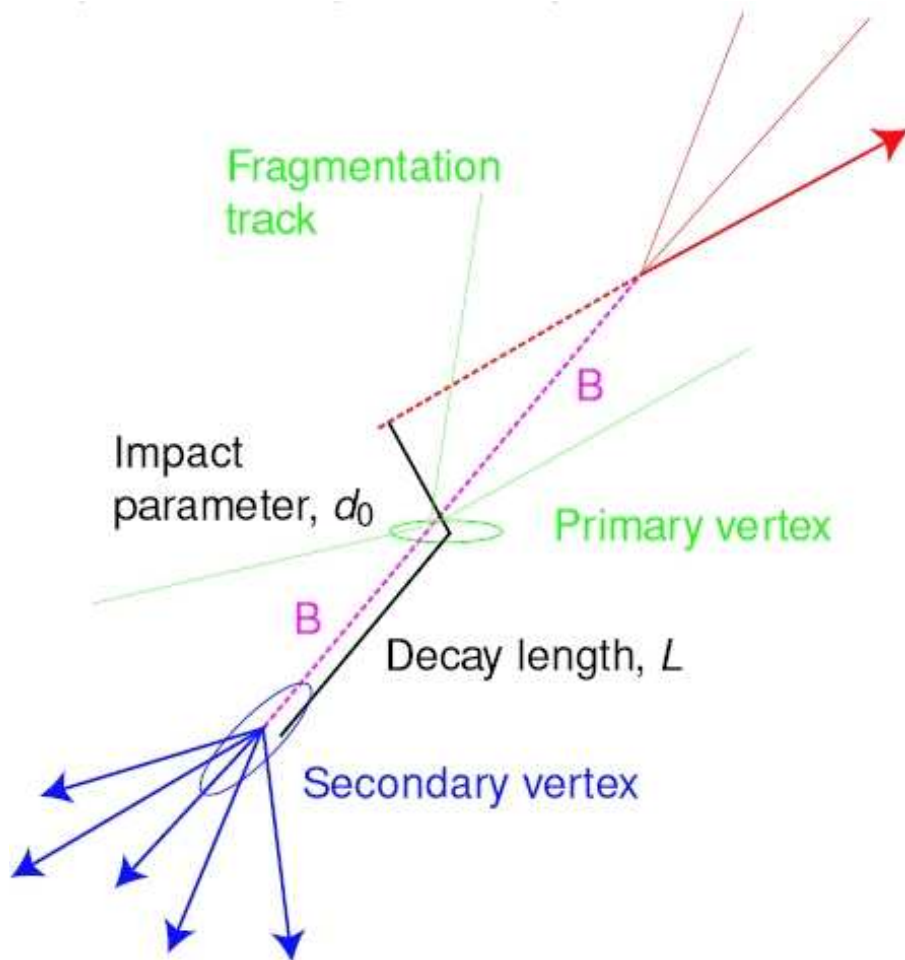 Fragmentation
track
B
Impact
parameter, d₀
Primary vertex
B
Decay length, L
Secondary vertex